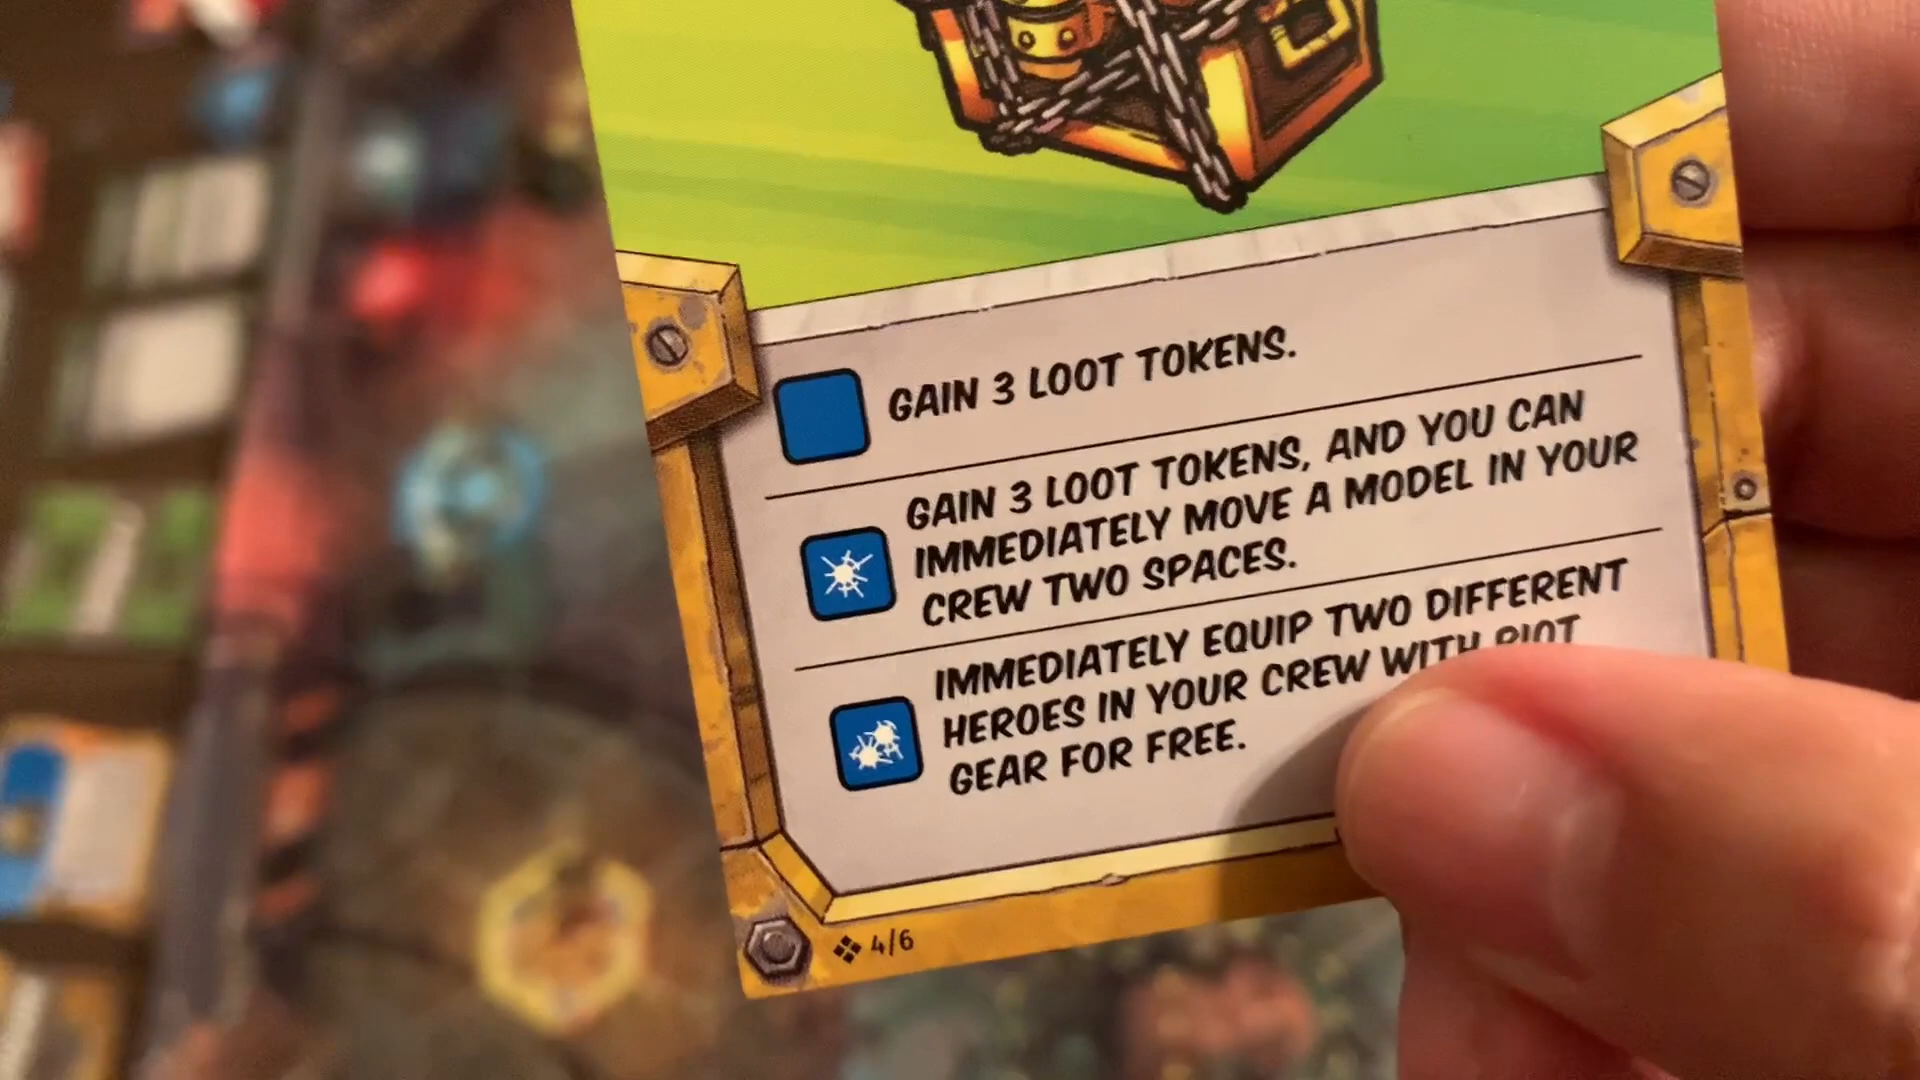 GAIN 3 LOOT TOKENS.
GAIN 3 LOOT TOKENS, AND YOU CAN
IMMEDIATELY MOVE A MODEL IN YOUR
CREW TWO SPACES.
IMMEDIATELY EQUIP TWO DIFFERENT
HEROES IN YOUR CREW WITH RIOT
GEAR FOR FREE.
4/6